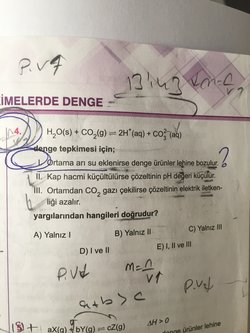 P.V↑
KİMELERDE DENGE
4. H₂O(s) + CO₂(g) ⇌ 2H⁺(aq) + CO₃²⁻(aq)
denge tepkimesi için;
I. Ortama arı su eklenirse denge ürünler lehine bozulur. ?
II. Kap hacmi küçültülürse çözeltinin pH değeri küçülür.
III. Ortamdan CO₂ gazı çekilirse çözeltinin elektrik iletken-
liği azalır.
yargılarından hangileri doğrudur?
A) Yalnız I B) Yalnız II C) Yalnız III
D) I ve II E) I, II ve III
M=n
V↑
a+b > c
aX(g) + bY(g) ⇌ cZ(g) ΔH > 0